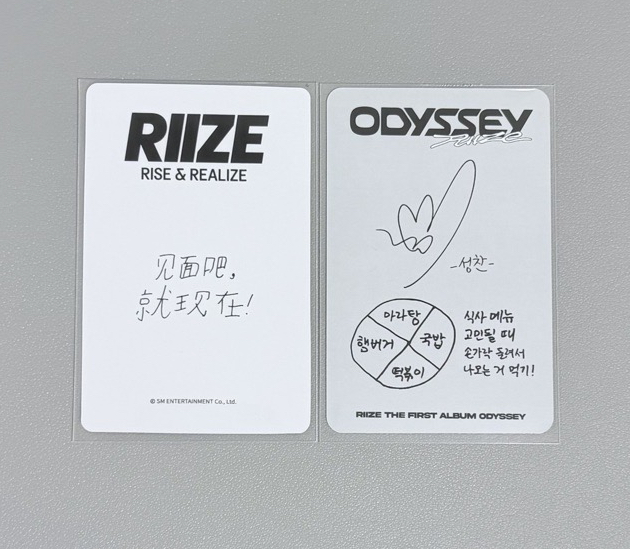 RIIZE
RISE & REALIZE
见面吧,
就现在!
© SM ENTERTAINMENT Co., Ltd.
ODYSSEY
RIIZE
-성찬-
마라탕
햄버거
국밥
떡볶이
식사 메뉴
고민될 때
손가락 돌려서
나오는 거 먹기!
RIIZE THE FIRST ALBUM ODYSSEY